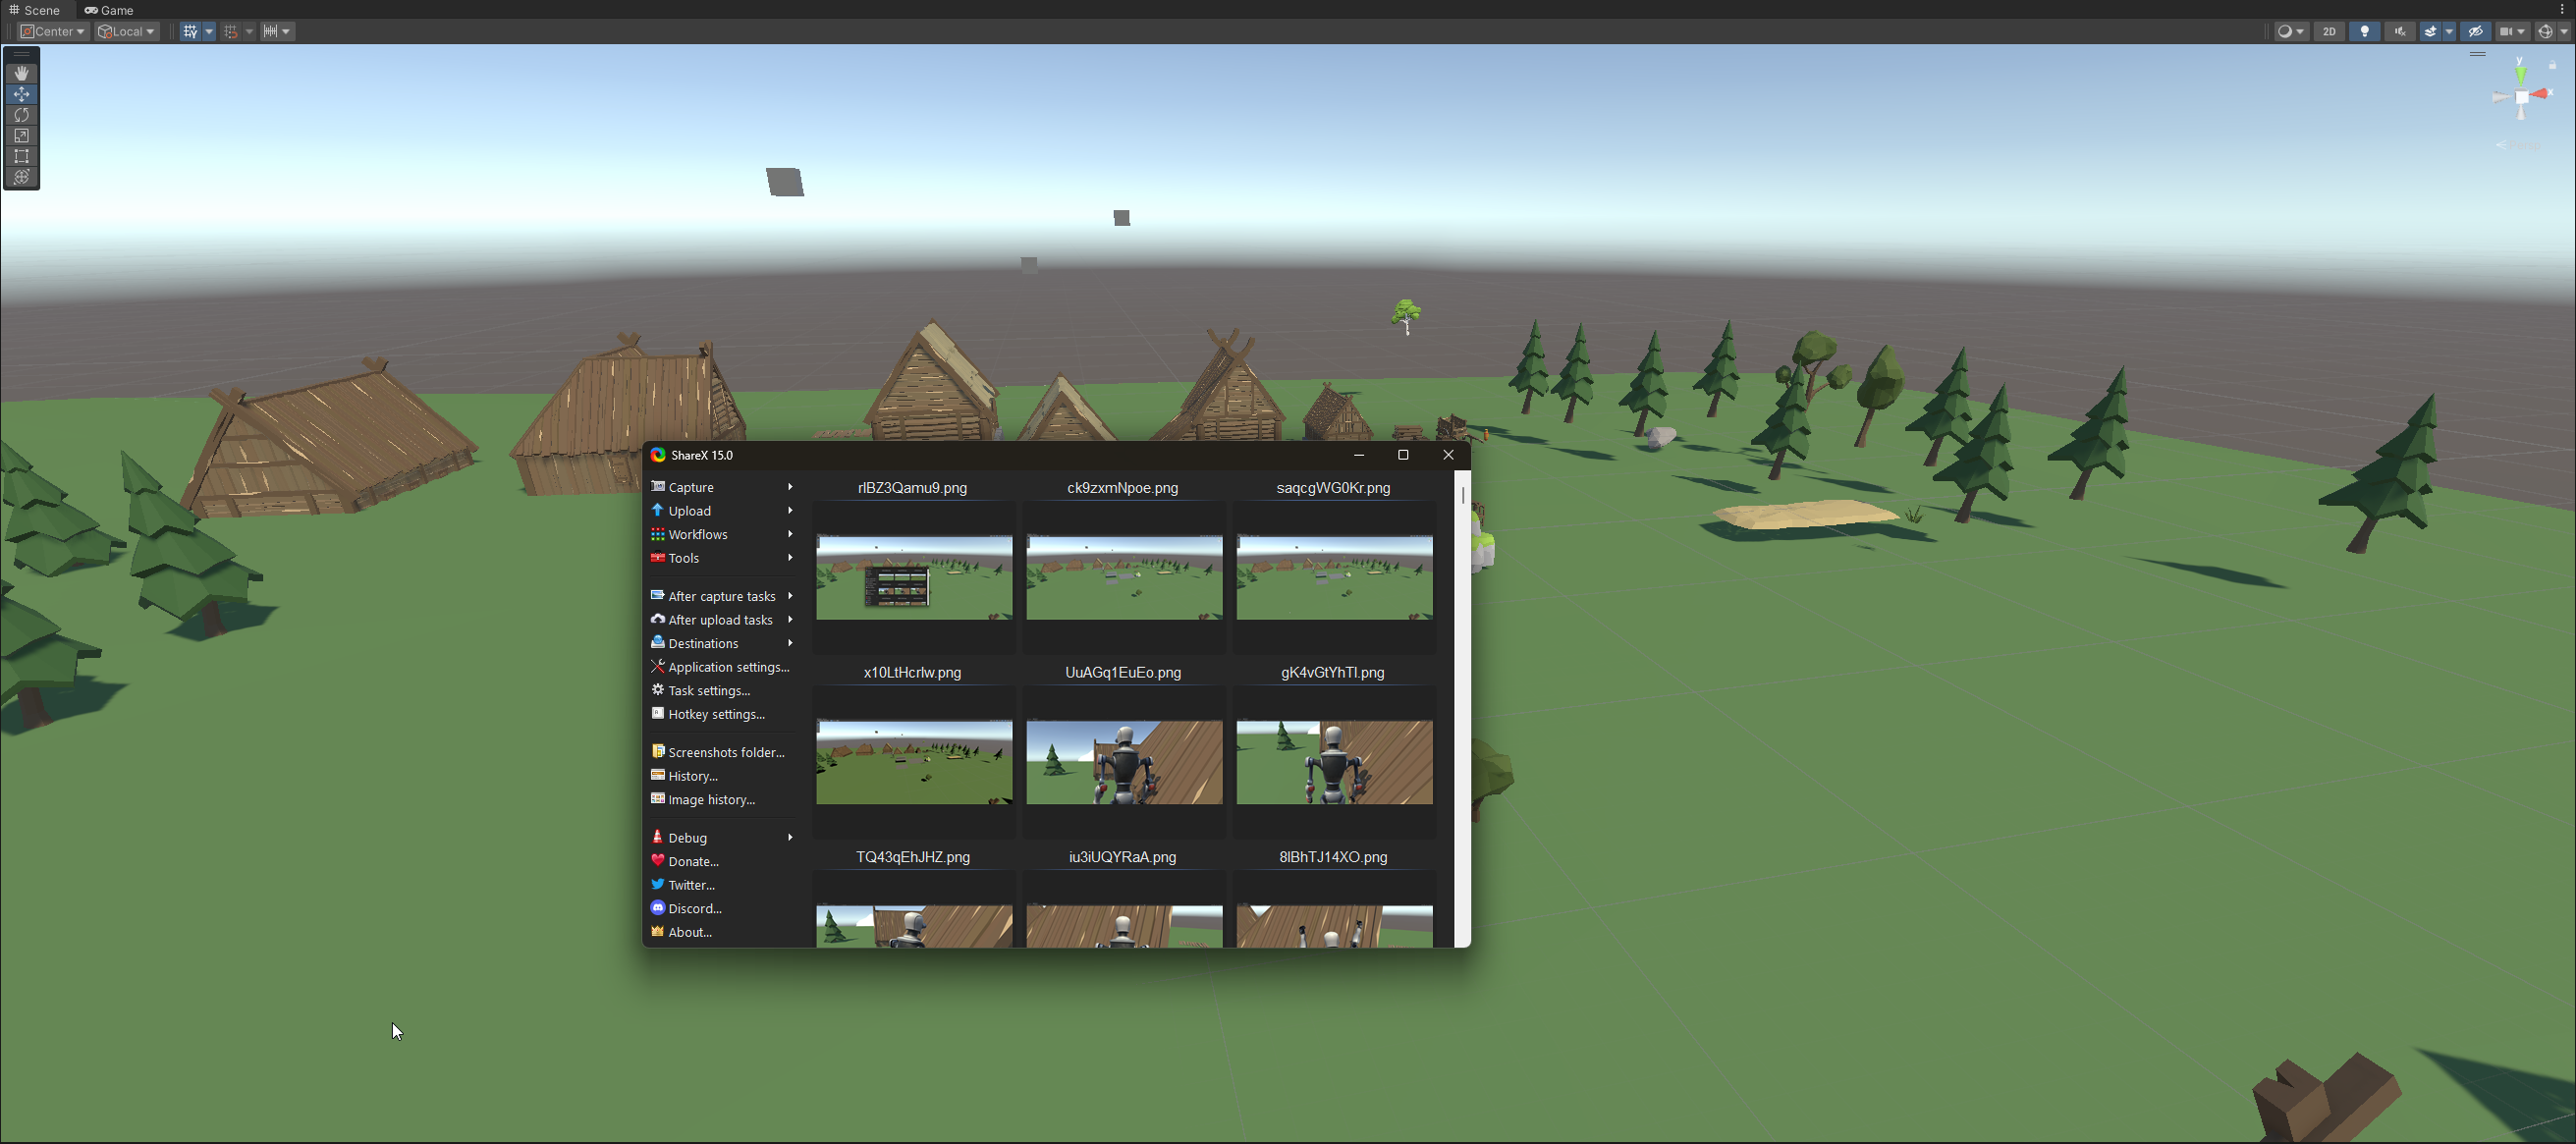 Scene Game
Center Local 2D
y
x
Persp
ShareX 15.0
Capture
Upload
Workflows
Tools
After capture tasks
After upload tasks
Destinations
Application settings...
Task settings...
Hotkey settings...
Screenshots folder...
History...
Image history...
Debug
Donate...
Twitter...
Discord...
About...
rlBZ3Qamu9.png ck9zxmNpoe.png saqcgWG0Kr.png
x10LtHcrlw.png UuAGq1EuEo.png gK4vGtYhTl.png
TQ43qEhJHZ.png iu3iUQYRaA.png 8lBhTJ14XO.png